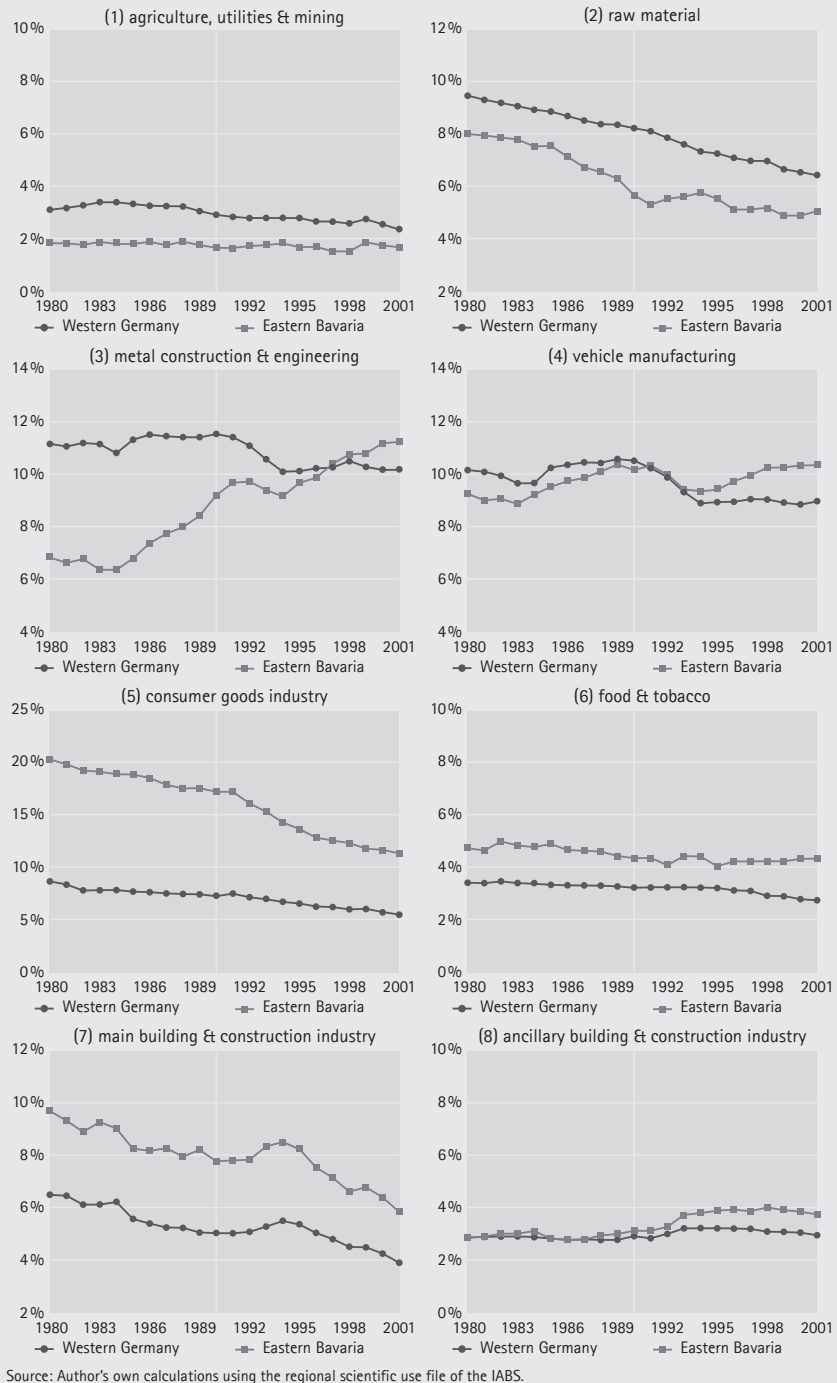 (1) agriculture, utilities & mining
10%
8%
6%
4%
2%
0%
1980 1983 1986 1989 1992 1995 1998 2001
Western Germany Eastern Bavaria
(2) raw material
12%
10%
8%
6%
4%
2%
1980 1983 1986 1989 1992 1995 1998 2001
Western Germany Eastern Bavaria
(3) metal construction & engineering
14%
12%
10%
8%
6%
4%
1980 1983 1986 1989 1992 1995 1998 2001
Western Germany Eastern Bavaria
(4) vehicle manufacturing
14%
12%
10%
8%
6%
4%
1980 1983 1986 1989 1992 1995 1998 2001
Western Germany Eastern Bavaria
(5) consumer goods industry
25%
20%
15%
10%
5%
0%
1980 1983 1986 1989 1992 1995 1998 2001
Western Germany Eastern Bavaria
(6) food & tobacco
10%
8%
6%
4%
2%
0%
1980 1983 1986 1989 1992 1995 1998 2001
Western Germany Eastern Bavaria
(7) main building & construction industry
12%
10%
8%
6%
4%
2%
1980 1983 1986 1989 1992 1995 1998 2001
Western Germany Eastern Bavaria
(8) ancillary building & construction industry
10%
8%
6%
4%
2%
0%
1980 1983 1986 1989 1992 1995 1998 2001
Western Germany Eastern Bavaria
Source: Author's own calculations using the regional scientific use file of the IABS.